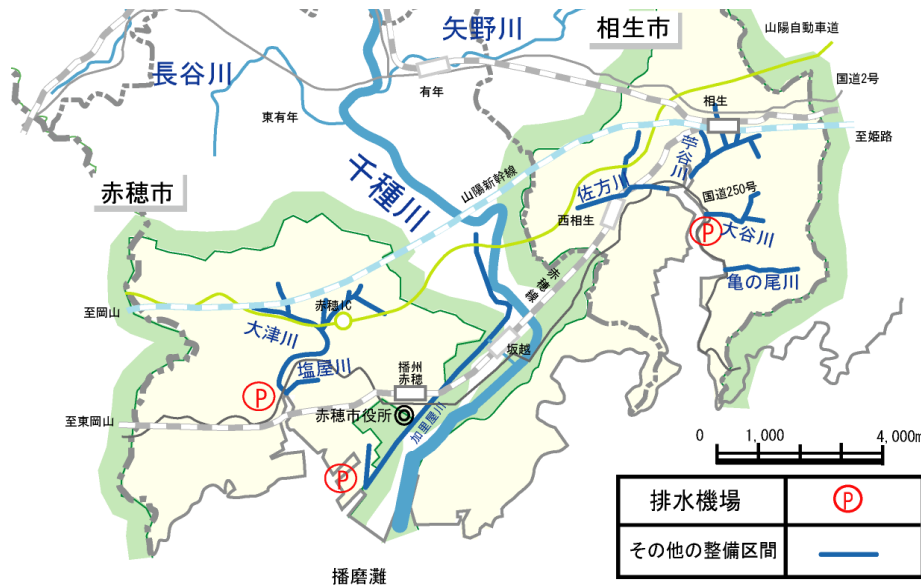 矢野川
相生市
山陽自動車道
長谷川
有年
国道2号
東有年
相生
至姫路
千種川
山陽新幹線
苧谷川
赤穂市
佐方川
国道250号
西相生
大谷川
P
亀の尾川
赤穂線
至岡山
赤穂IC
大津川
坂越
塩屋川
播州
赤穂
P
赤穂市役所
至東岡山
加里屋川
0 1,000 4,000m
P
排水機場 P
その他の整備区間
播磨灘